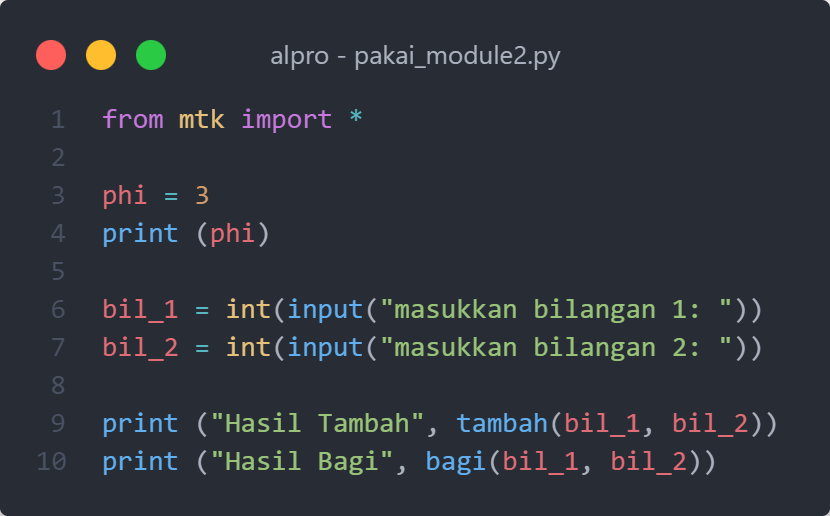 alpro - pakai_module2.py
1 from mtk import *
2
3 phi = 3
4 print (phi)
5
6 bil_1 = int(input("masukkan bilangan 1: "))
7 bil_2 = int(input("masukkan bilangan 2: "))
8
9 print ("Hasil Tambah", tambah(bil_1, bil_2))
10 print ("Hasil Bagi", bagi(bil_1, bil_2))